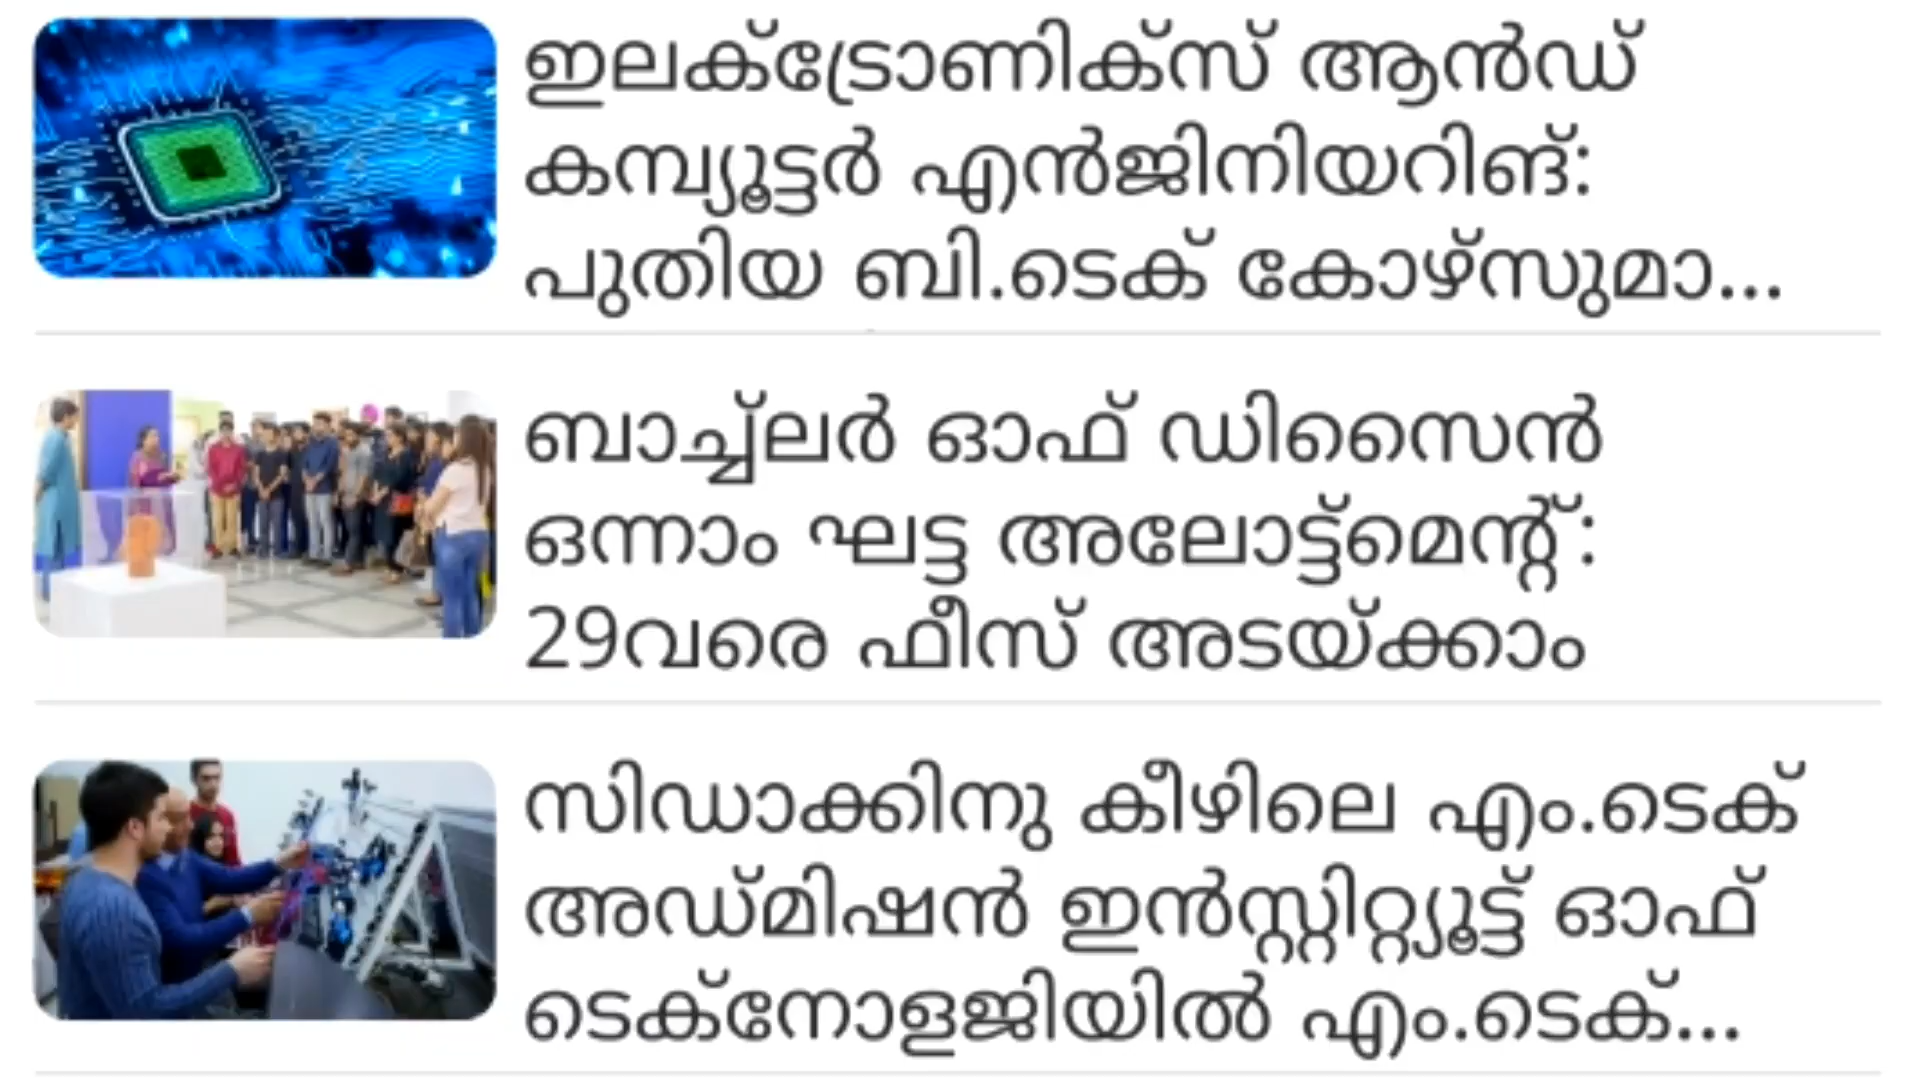 ഇലക്ട്രോണിക്സ് ആൻഡ്
കമ്പ്യൂട്ടർ എൻജിനിയറിങ്:
പുതിയ ബി.ടെക് കോഴ്സുമാ...
ബാച്ച്ലർ ഓഫ് ഡിസൈൻ
ഒന്നാം ഘട്ട അലോട്ട്മെന്റ്:
29വരെ ഫീസ് അടയ്ക്കാം
സിഡാക്കിനു കീഴിലെ എം.ടെക്
അഡ്മിഷൻ ഇൻസ്റ്റിറ്റ്യൂട്ട് ഓഫ്
ടെക്നോളജിയിൽ എം.ടെക്...